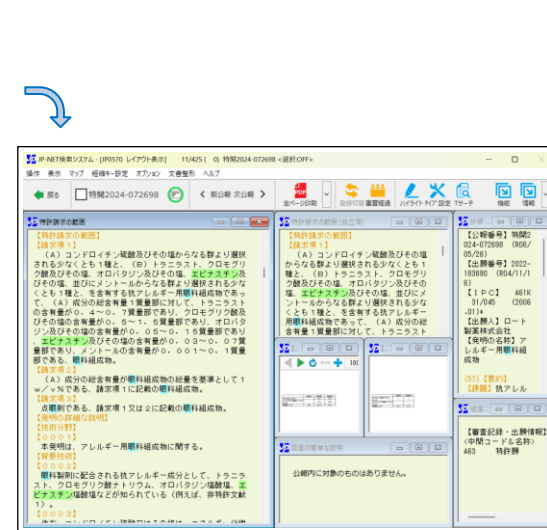 JP-NET検索システム - [JP0570 レイアウト表示] 11/425 ( 0) 特開2024-072698 <選択:OFF>
操作 表示 マップ 短縮キー設定 オプション 文書整形 ヘルプ
戻る
特開2024-072698
前公報 次公報
全ページ印刷
審査経過
ハイライト
タイプ設定
Tサーチ
機能
情報
特許請求の範囲
【特許請求の範囲】
【請求項1】
(A)コンドロイチン硫酸及びその塩からなる群より選択
される少なくとも1種と、(B)トラニラスト、クロモグリ
ク酸及びその塩、オロパタジン及びその塩、エピナスチン及
びその塩、並びにメントールからなる群より選択される少な
くとも1種と、を含有する抗アレルギー用眼科組成物であっ
て、(A)成分の総含有量1質量部に対して、トラニラスト
の含有量が0.4~0.7質量部であり、クロモグリク酸及
びその塩の含有量が0.6~1.5質量部であり、オロパタ
ジン及びその塩の含有量が0.05~0.15質量部であり
、エピナスチン及びその塩の含有量が0.03~0.07質
量部であり、メントールの含有量が0.001~0.1質量
部である、眼科組成物。
【請求項2】
(A)成分の総含有量が眼科組成物の総量を基準として1
w/v%である、請求項1に記載の眼科組成物。
【請求項3】
点眼剤である、請求項1又は2に記載の眼科組成物。
【発明の詳細な説明】
【技術分野】
【0001】
本発明は、アレルギー用眼科組成物に関する。
【背景技術】
【0002】
眼科製剤に配合される抗アレルギー成分として、トラニラ
スト、クロモグリク酸ナトリウム、オロパタジン塩酸塩、エ
ピナスチン塩酸塩などが知られている(例えば、非特許文献
1)。
【0003】
特許請求の範囲(独立項)
【特許請求の範囲】
【請求項1】
(A)コンドロイチン硫酸及びその塩
からなる群より選択される少なくとも1
種と、(B)トラニラスト、クロモグリ
ク酸及びその塩、オロパタジン及びその
塩、エピナスチン及びその塩、並びにメ
ントールからなる群より選択される少な
くとも1種と、を含有する抗アレルギー
用眼科組成物であって、(A)成分の総
含有量1質量部に対して、トラニラスト
図面の簡単な説明
公報内に対象のものはありません。
【公報番号】特開2
024-072698 (R06/
05/28)
【出願番号】2022-
183690 (R04/11/1
6)
【IPC】 A61K
31/045 (2006
.01)*
【出願人】ロート
製薬株式会社
【発明の名称】ア
レルギー用眼科組
成物
(57)【要約】
【課題】抗アレル
【審査記録・出願情報】
<中間コード&名称>
A63 特許願